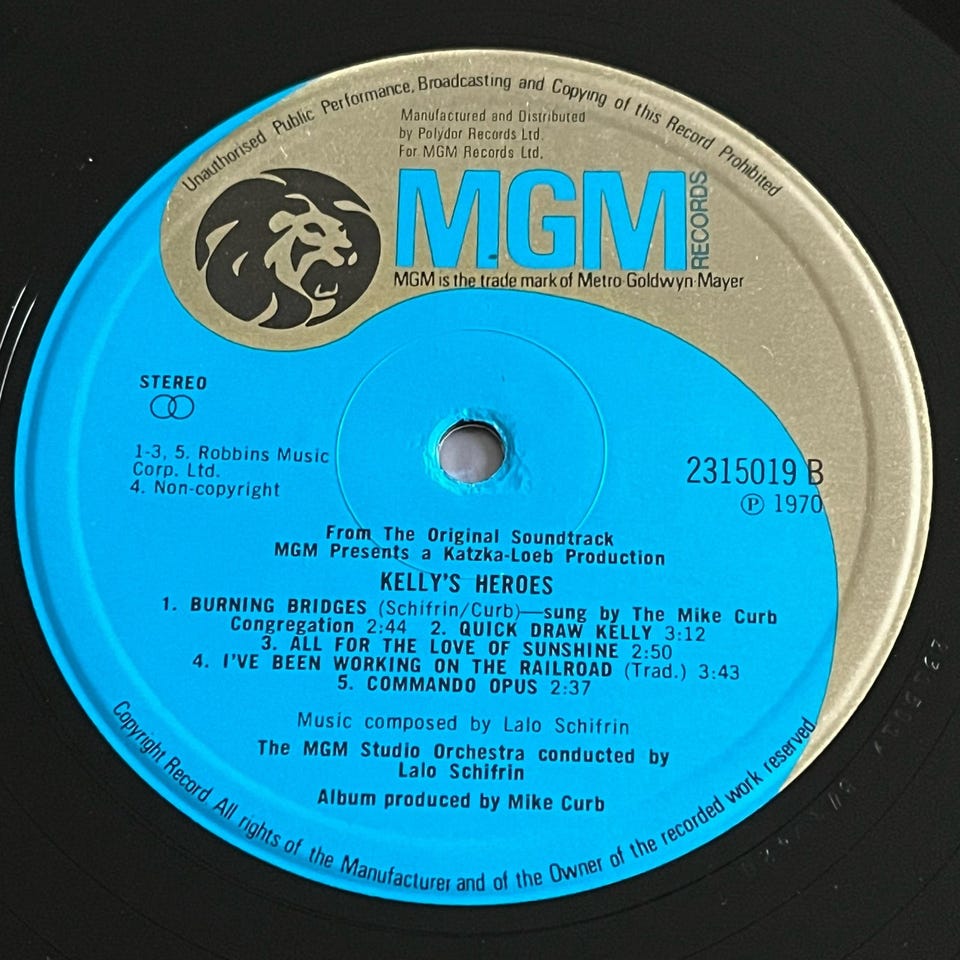 Unauthorised Public Performance, Broadcasting and Copying of this Record Prohibited
Manufactured and Distributed
by Polydor Records Ltd.
For MGM Records Ltd.
MGM RECORDS
MGM is the trade mark of Metro-Goldwyn-Mayer
STEREO
1-3, 5. Robbins Music
Corp. Ltd.
4. Non-copyright
2315019 B
Ⓟ 1970
From The Original Soundtrack
MGM Presents a Katzka-Loeb Production
KELLY'S HEROES
1. BURNING BRIDGES (Schifrin/Curb)—sung by The Mike Curb
Congregation 2:44 2. QUICK DRAW KELLY 3:12
3. ALL FOR THE LOVE OF SUNSHINE 2:50
4. I'VE BEEN WORKING ON THE RAILROAD (Trad.) 3:43
5. COMMANDO OPUS 2:37
Music composed by Lalo Schifrin
The MGM Studio Orchestra conducted by
Lalo Schifrin
Album produced by Mike Curb
Copyright Record. All rights of the Manufacturer and of the Owner of the recorded work reserved.